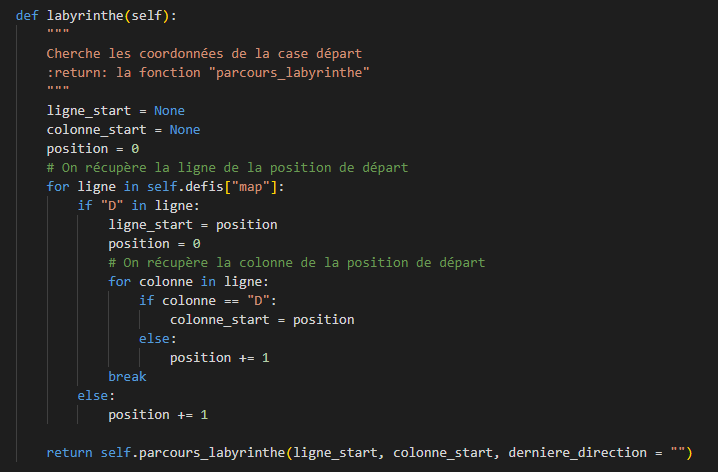 def labyrinthe(self):
    """
    Cherche les coordonnées de la case départ
    :return: la fonction "parcours_labyrinthe"
    """
    ligne_start = None
    colonne_start = None
    position = 0
    # On récupère la ligne de la position de départ
    for ligne in self.defis["map"]:
        if "D" in ligne:
            ligne_start = position
            position = 0
            # On récupère la colonne de la position de départ
            for colonne in ligne:
                if colonne == "D":
                    colonne_start = position
                else:
                    position += 1
            break
        else:
            position += 1
    return self.parcours_labyrinthe(ligne_start, colonne_start, derniere_direction = "")